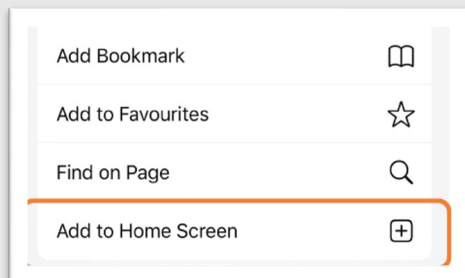 Add Bookmark
Add to Favourites
Find on Page
Add to Home Screen